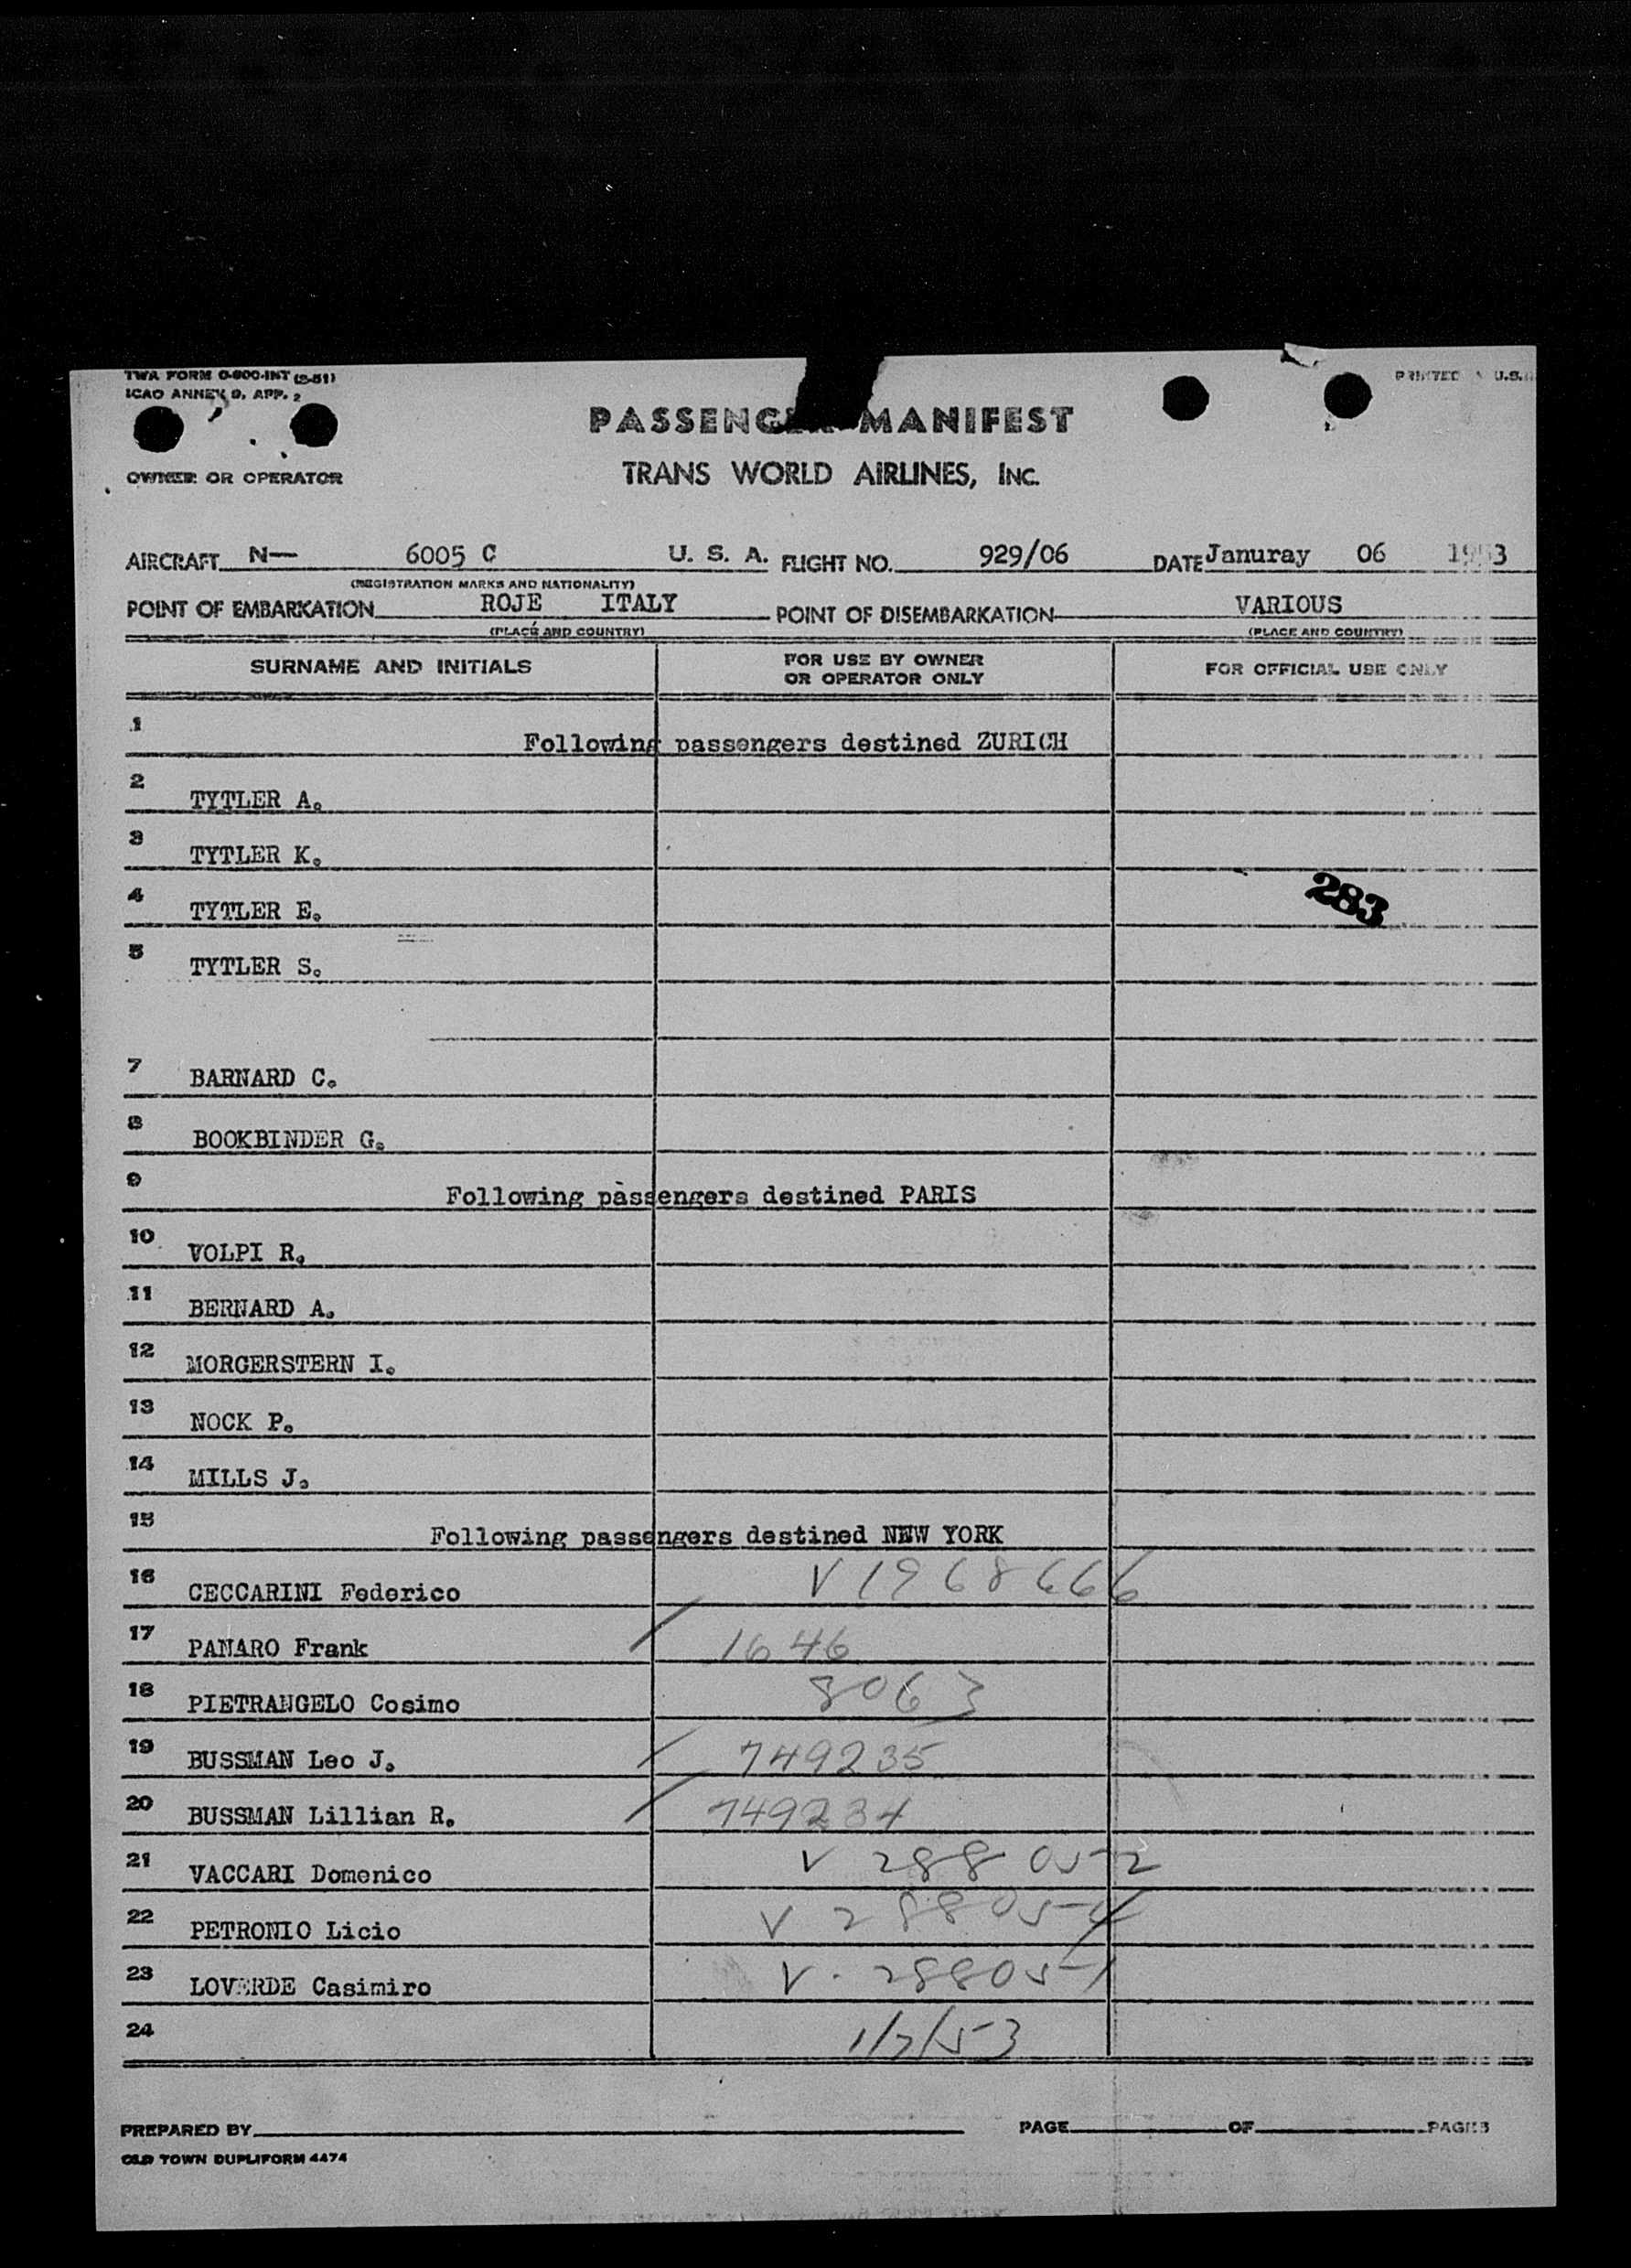 TWA FORM O-800-INT (2-51)
ICAO ANNEX 9, APP. 2
PRINTED U.S.
PASSENGER MANIFEST
OWNER OR OPERATOR
TRANS WORLD AIRLINES, INC.
AIRCRAFT N— 6005 C U. S. A. FLIGHT NO. 929/06 DATE Januray 06 1953
(REGISTRATION MARKS AND NATIONALITY)
POINT OF EMBARKATION ROJE ITALY POINT OF DISEMBARKATION VARIOUS
(PLACE AND COUNTRY) (PLACE AND COUNTRY)
SURNAME AND INITIALS FOR USE BY OWNER OR OPERATOR ONLY FOR OFFICIAL USE ONLY
1 Following passengers destined ZURICH
2 TYTLER A.
3 TYTLER K.
4 TYTLER E. 283
5 TYTLER S.
7 BARNARD C.
8 BOOKBINDER G.
9 Following passengers destined PARIS
10 VOLPI R.
11 BERNARD A.
12 MORGERSTERN I.
13 NOCK P.
14 MILLS J.
15 Following passengers destined NEW YORK
16 CECCARINI Federico V 1968666
17 PANARO Frank / 1646
18 PIETRANGELO Cosimo 8063
19 BUSSMAN Leo J. / 749235
20 BUSSMAN Lillian R. / 749234
21 VACCARI Domenico V 288052
22 PETRONIO Licio V 288054
23 LOVERDE Casimiro V. 288051
24 1/7/53
PREPARED BY PAGE OF PAGES
OLD TOWN DUPLIFORM 4474